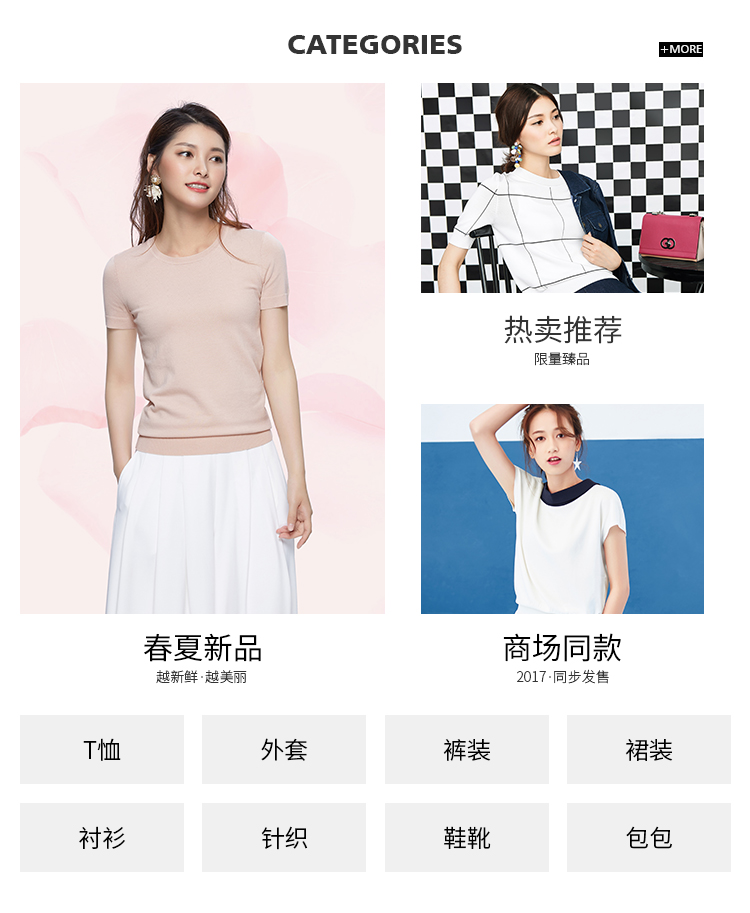 CATEGORIES
+MORE
热卖推荐
限量臻品
春夏新品
越新鲜·越美丽
商场同款
2017·同步发售
T恤
外套
裤装
裙装
衬衫
针织
鞋靴
包包